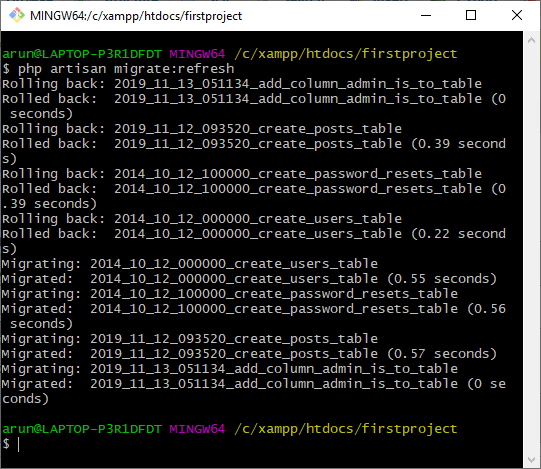 MINGW64:/c/xampp/htdocs/firstproject
arun@LAPTOP-P3R1DFDT MINGW64 /c/xampp/htdocs/firstproject
$ php artisan migrate:refresh
Rolling back: 2019_11_13_051134_add_column_admin_is_to_table
Rolled back:  2019_11_13_051134_add_column_admin_is_to_table (0
 seconds)
Rolling back: 2019_11_12_093520_create_posts_table
Rolled back:  2019_11_12_093520_create_posts_table (0.39 second
s)
Rolling back: 2014_10_12_100000_create_password_resets_table
Rolled back:  2014_10_12_100000_create_password_resets_table (0
.39 seconds)
Rolling back: 2014_10_12_000000_create_users_table
Rolled back:  2014_10_12_000000_create_users_table (0.22 second
s)
Migrating: 2014_10_12_000000_create_users_table
Migrated:  2014_10_12_000000_create_users_table (0.55 seconds)
Migrating: 2014_10_12_100000_create_password_resets_table
Migrated:  2014_10_12_100000_create_password_resets_table (0.56
 seconds)
Migrating: 2019_11_12_093520_create_posts_table
Migrated:  2019_11_12_093520_create_posts_table (0.57 seconds)
Migrating: 2019_11_13_051134_add_column_admin_is_to_table
Migrated:  2019_11_13_051134_add_column_admin_is_to_table (0 se
conds)
arun@LAPTOP-P3R1DFDT MINGW64 /c/xampp/htdocs/firstproject
$